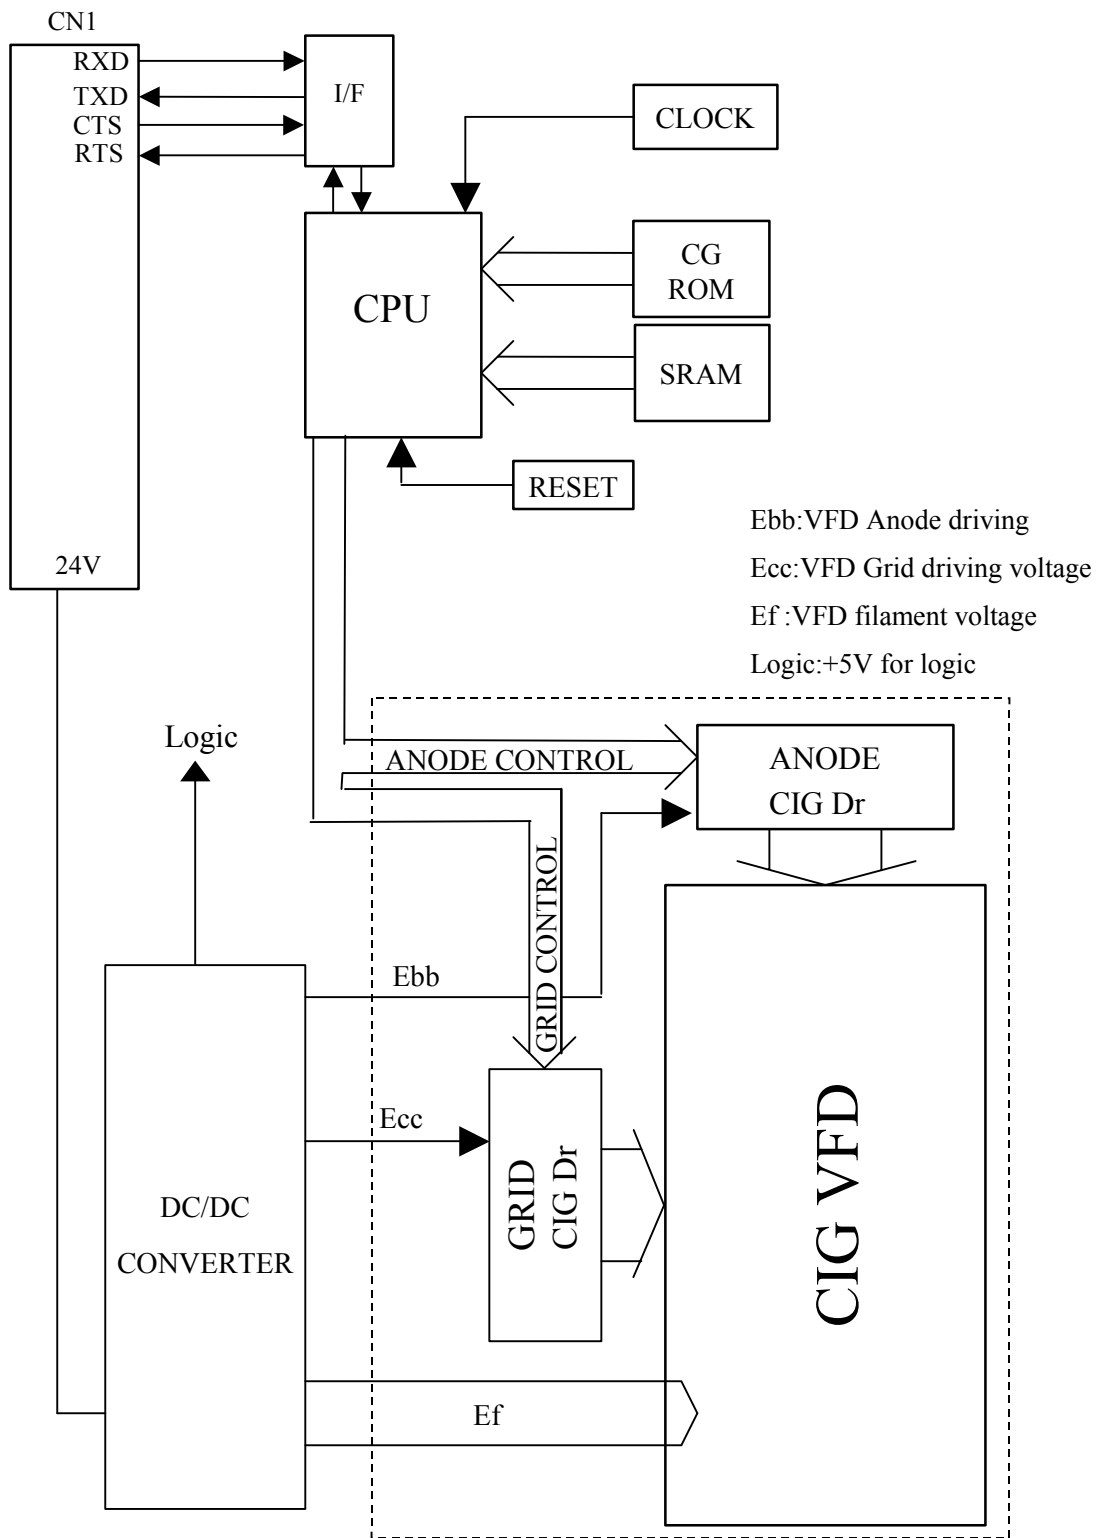 CN1
RXD
TXD
CTS
RTS
I/F
CLOCK
CPU
CG
ROM
SRAM
RESET
24V
Ebb:VFD Anode driving
Ecc:VFD Grid driving voltage
Ef :VFD filament voltage
Logic:+5V for logic
Logic
ANODE CONTROL
ANODE
CIG Dr
GRID CONTROL
Ebb
Ecc
GRID
CIG Dr
CIG VFD
DC/DC
CONVERTER
Ef